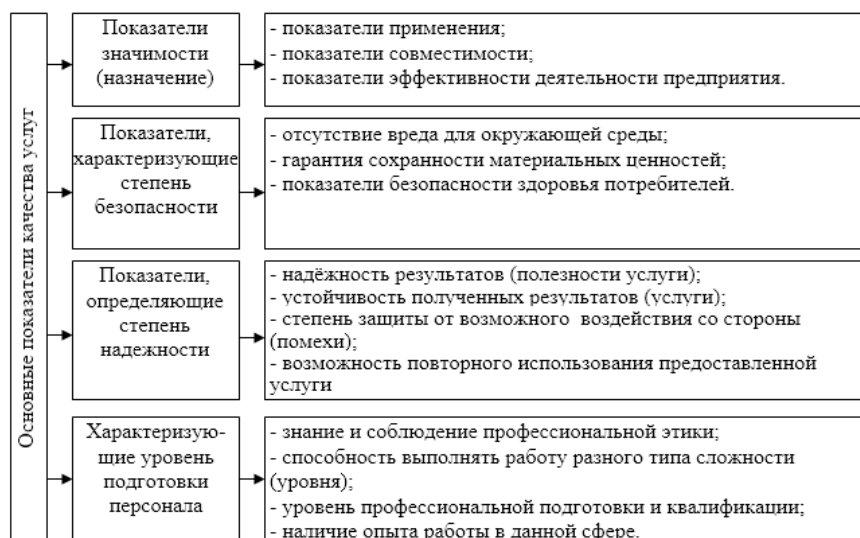 Основные показатели качества услуг
Показатели
значимости
(назначение)
- показатели применения;
- показатели совместимости;
- показатели эффективности деятельности предприятия.
Показатели,
характеризующие
степень
безопасности
- отсутствие вреда для окружающей среды;
- гарантия сохранности материальных ценностей;
- показатели безопасности здоровья потребителей.
Показатели,
определяющие
степень
надежности
- надёжность результатов (полезности услуги);
- устойчивость полученных результатов (услуги);
- степень защиты от возможного воздействия со стороны
(помехи);
- возможность повторного использования предоставленной
услуги
Характеризую-
щие уровень
подготовки
персонала
- знание и соблюдение профессиональной этики;
- способность выполнять работу разного типа сложности
(уровня);
- уровень профессиональной подготовки и квалификации;
- наличие опыта работы в данной сфере.